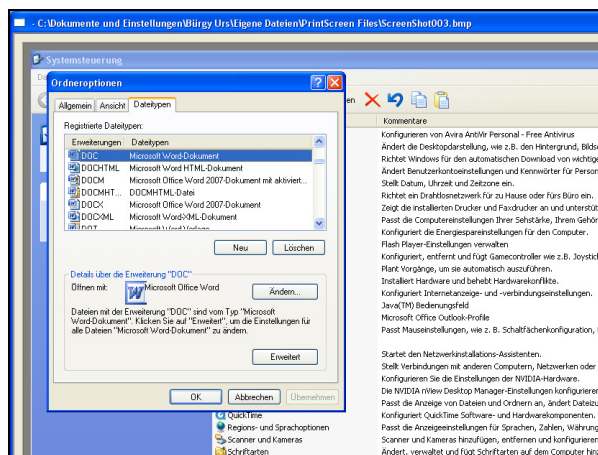 - C:\Dokumente und Einstellungen\Bürgy Urs\Eigene Dateien\PrintScreen Files\ScreenShot003.bmp
Systemsteuerung
Ordneroptionen
Allgemein Ansicht Dateitypen
Registrierte Dateitypen:
Erweiterungen Dateitypen
DOC Microsoft Word-Dokument
DOCHTML Microsoft Word HTML-Dokument
DOCM Microsoft Office Word 2007-Dokument mit aktiviert...
DOCMHT... DOCMHTML-Datei
DOCX Microsoft Office Word 2007-Dokument
DOCXML Microsoft Word-XML-Dokument
DOT Microsoft Word-Vorlage
Neu Löschen
Details über die Erweiterung "DOC"
Öffnen mit: Microsoft Office Word Ändern...
Dateien mit der Erweiterung "DOC" sind vom Typ "Microsoft
Word-Dokument". Klicken Sie auf "Erweitert", um die Einstellungen für
alle Dateien "Microsoft Word-Dokument" zu ändern.
Erweitert
OK Abbrechen Übernehmen
QuickTime
Regions- und Sprachoptionen
Scanner und Kameras
Schriftarten
en
Kommentare
Konfigurieren von Avira AntiVir Personal - Free Antivirus
Ändert die Desktopdarstellung, wie z.B. den Hintergrund, Bildsc
Richtet Windows für den automatischen Download von wichtige
Ändert Benutzerkontoeinstellungen und Kennwörter für Person
Stellt Datum, Uhrzeit und Zeitzone ein.
Richtet ein Drahtlosnetzwerk für zu Hause oder fürs Büro ein.
Zeigt die installierten Drucker und Faxdrucker an und unterstüt
Passt die Computereinstellungen Ihrer Sehstärke, Ihrem Gehör
Konfiguriert die Energiespareinstellungen für den Computer.
Flash Player-Einstellungen verwalten
Konfiguriert, entfernt und fügt Gamecontroller wie z.B. Joystick
Plant Vorgänge, um sie automatisch auszuführen.
Installiert Hardware und behebt Hardwarekonflikte.
Konfiguriert Internetanzeige- und -verbindungseinstellungen.
Java(TM) Bedienungsfeld
Microsoft Office Outlook-Profile
Passt Mauseinstellungen, wie z. B. Schaltfächenkonfiguration,
Startet den Netzwerkinstallations-Assistenten.
Stellt Verbindungen mit anderen Computern, Netzwerken oder
Konfigurieren Sie die Einstellungen der NVIDIA-Hardware.
Die NVIDIA nView Desktop Manager-Einstellungen konfigurieren
Passt die Anzeige von Dateien und Ordnern an, ändert Dateizu
Konfiguriert QuickTime Software- und Hardwarekomponenten.
Passt die Anzeigeeinstellungen für Sprachen, Zahlen, Währung
Scanner und Kameras hinzufügen, entfernen und konfigurieren
Ändert, verwaltet und fügt Schriftarten auf dem Computer hinz